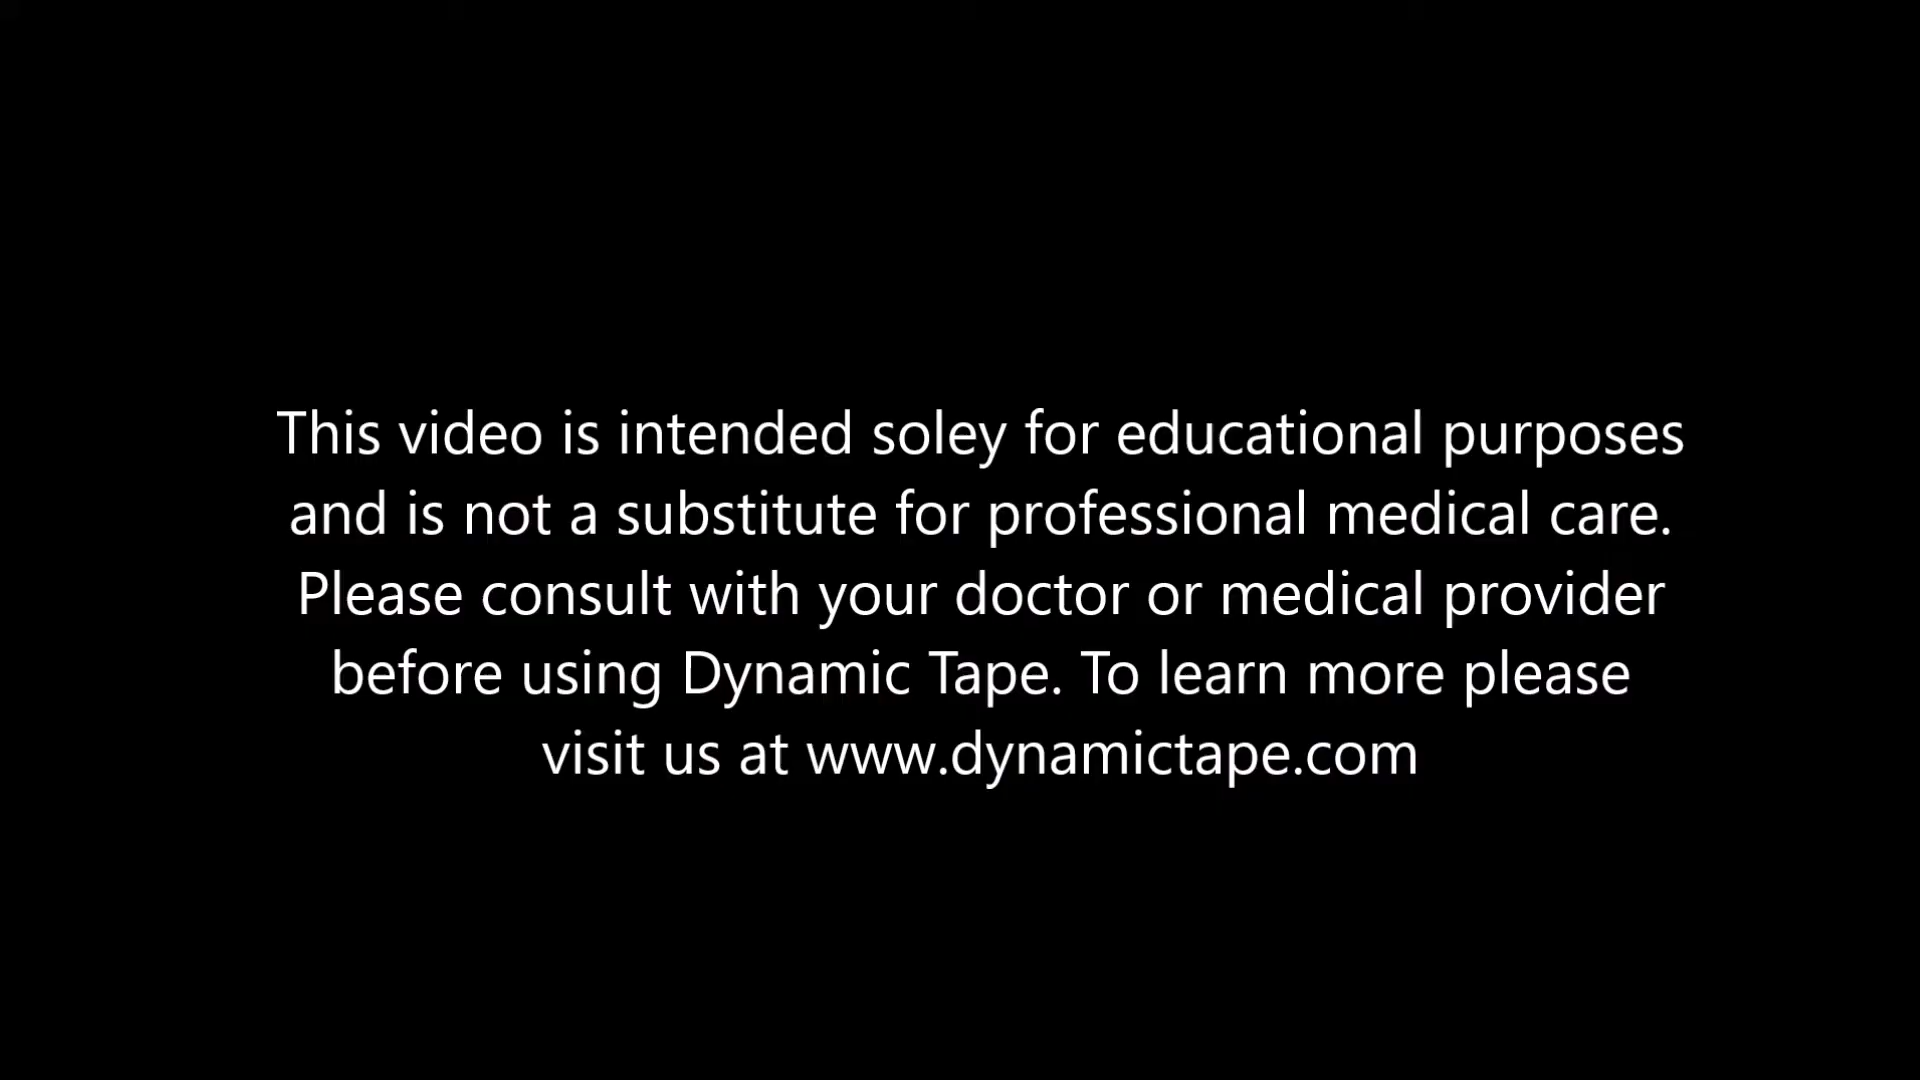 This video is intended soley for educational purposes
and is not a substitute for professional medical care.
Please consult with your doctor or medical provider
before using Dynamic Tape. To learn more please
visit us at www.dynamictape.com